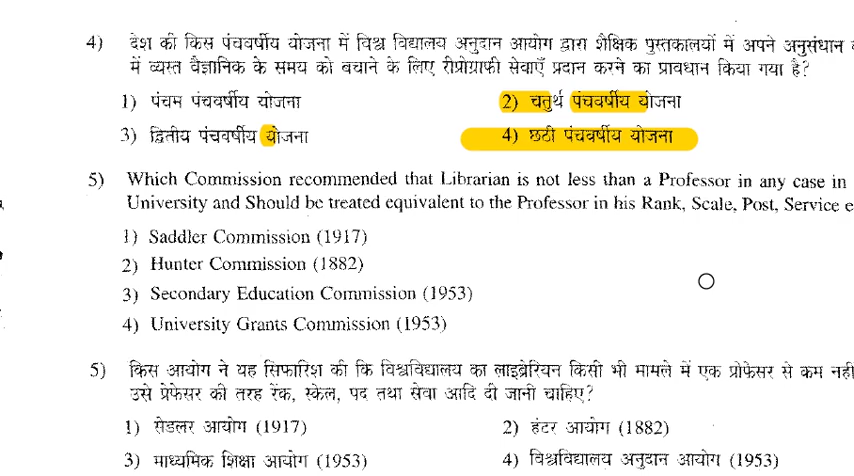 4) देश की किस पंचवर्षीय योजना में विश्व विद्यालय अनुदान आयोग द्वारा शैक्षिक पुस्तकालयों में अपने अनुसंधान
में व्यस्त वैज्ञानिक के समय को बचाने के लिए रीप्रोग्राफी सेवाएँ प्रदान करने का प्रावधान किया गया है?
1) पंचम पंचवर्षीय योजना 2) चतुर्थ पंचवर्षीय योजना
3) द्वितीय पंचवर्षीय योजना 4) छठी पंचवर्षीय योजना
5) Which Commission recommended that Librarian is not less than a Professor in any case in
University and Should be treated equivalent to the Professor in his Rank, Scale, Post, Service e
1) Saddler Commission (1917)
2) Hunter Commission (1882)
3) Secondary Education Commission (1953)
4) University Grants Commission (1953)
5) किस आयोग ने यह सिफारिश की कि विश्वविद्यालय का लाइब्रेरियन किसी भी मामले में एक प्रोफेसर से कम नहीं
उसे प्रेफेसर की तरह रेंक, स्केल, पद तथा सेवा आदि दी जानी चाहिए?
1) सेडलर आयोग (1917) 2) हंटर आयोग (1882)
3) माध्यमिक शिक्षा आयोग (1953) 4) विश्वविद्यालय अनुदान आयोग (1953)